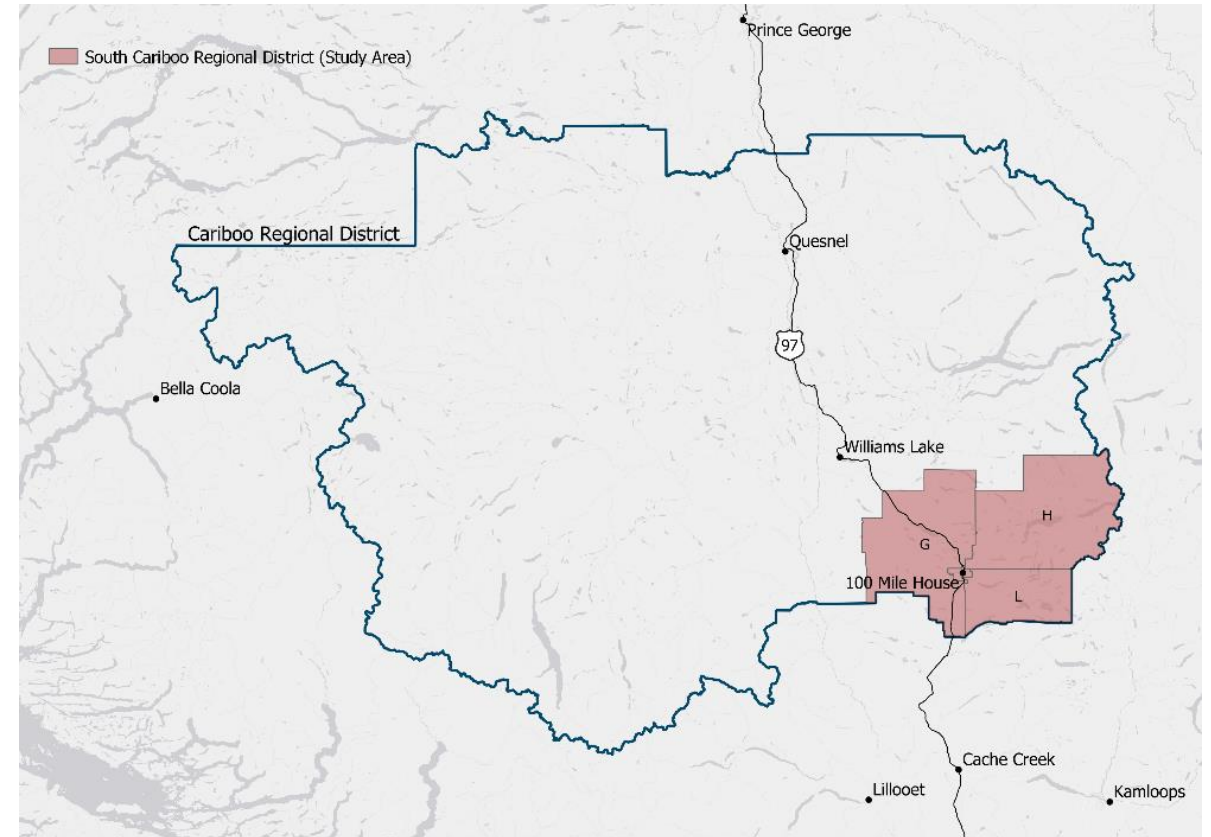 Prince George
South Cariboo Regional District (Study Area)
Cariboo Regional District
Quesnel
97
Bella Coola
Williams Lake
H
G
100 Mile House
L
Cache Creek
Lillooet
Kamloops